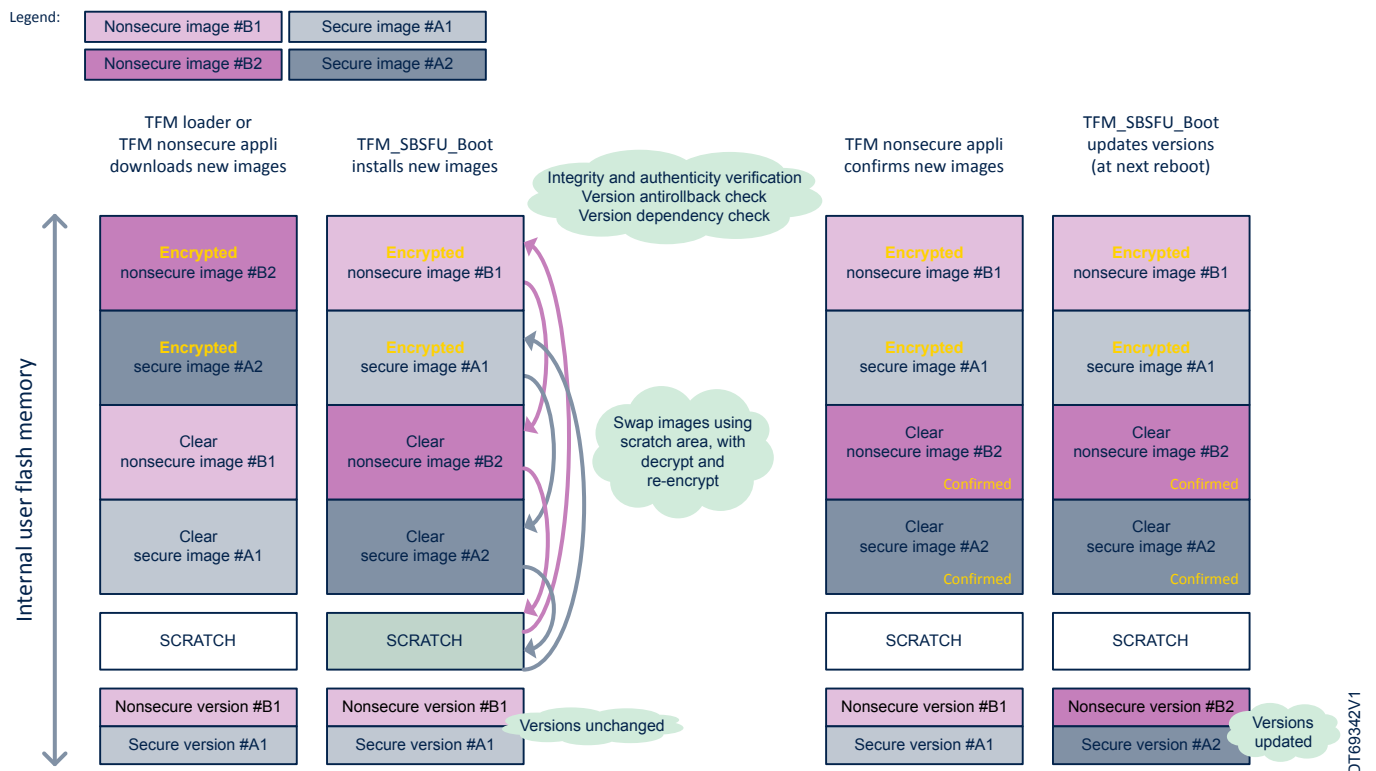 Legend:
Nonsecure image #B1
Secure image #A1
Nonsecure image #B2
Secure image #A2
TFM loader or
TFM nonsecure appli
downloads new images
TFM_SBSFU_Boot
installs new images
Integrity and authenticity verification
Version antirollback check
Version dependency check
TFM nonsecure appli
confirms new images
TFM_SBSFU_Boot
updates versions
(at next reboot)
Internal user flash memory
Encrypted
nonsecure image #B2
Encrypted
secure image #A2
Clear
nonsecure image #B1
Clear
secure image #A1
SCRATCH
Nonsecure version #B1
Secure version #A1
Encrypted
nonsecure image #B1
Encrypted
secure image #A1
Clear
nonsecure image #B2
Clear
secure image #A2
SCRATCH
Nonsecure version #B1
Secure version #A1
Swap images using
scratch area, with
decrypt and
re-encrypt
Versions unchanged
Encrypted
nonsecure image #B1
Encrypted
secure image #A1
Clear
nonsecure image #B2
Confirmed
Clear
secure image #A2
Confirmed
SCRATCH
Nonsecure version #B1
Secure version #A1
Encrypted
nonsecure image #B1
Encrypted
secure image #A1
Clear
nonsecure image #B2
Confirmed
Clear
secure image #A2
Confirmed
SCRATCH
Nonsecure version #B2
Secure version #A2
Versions
updated
DT69342V1